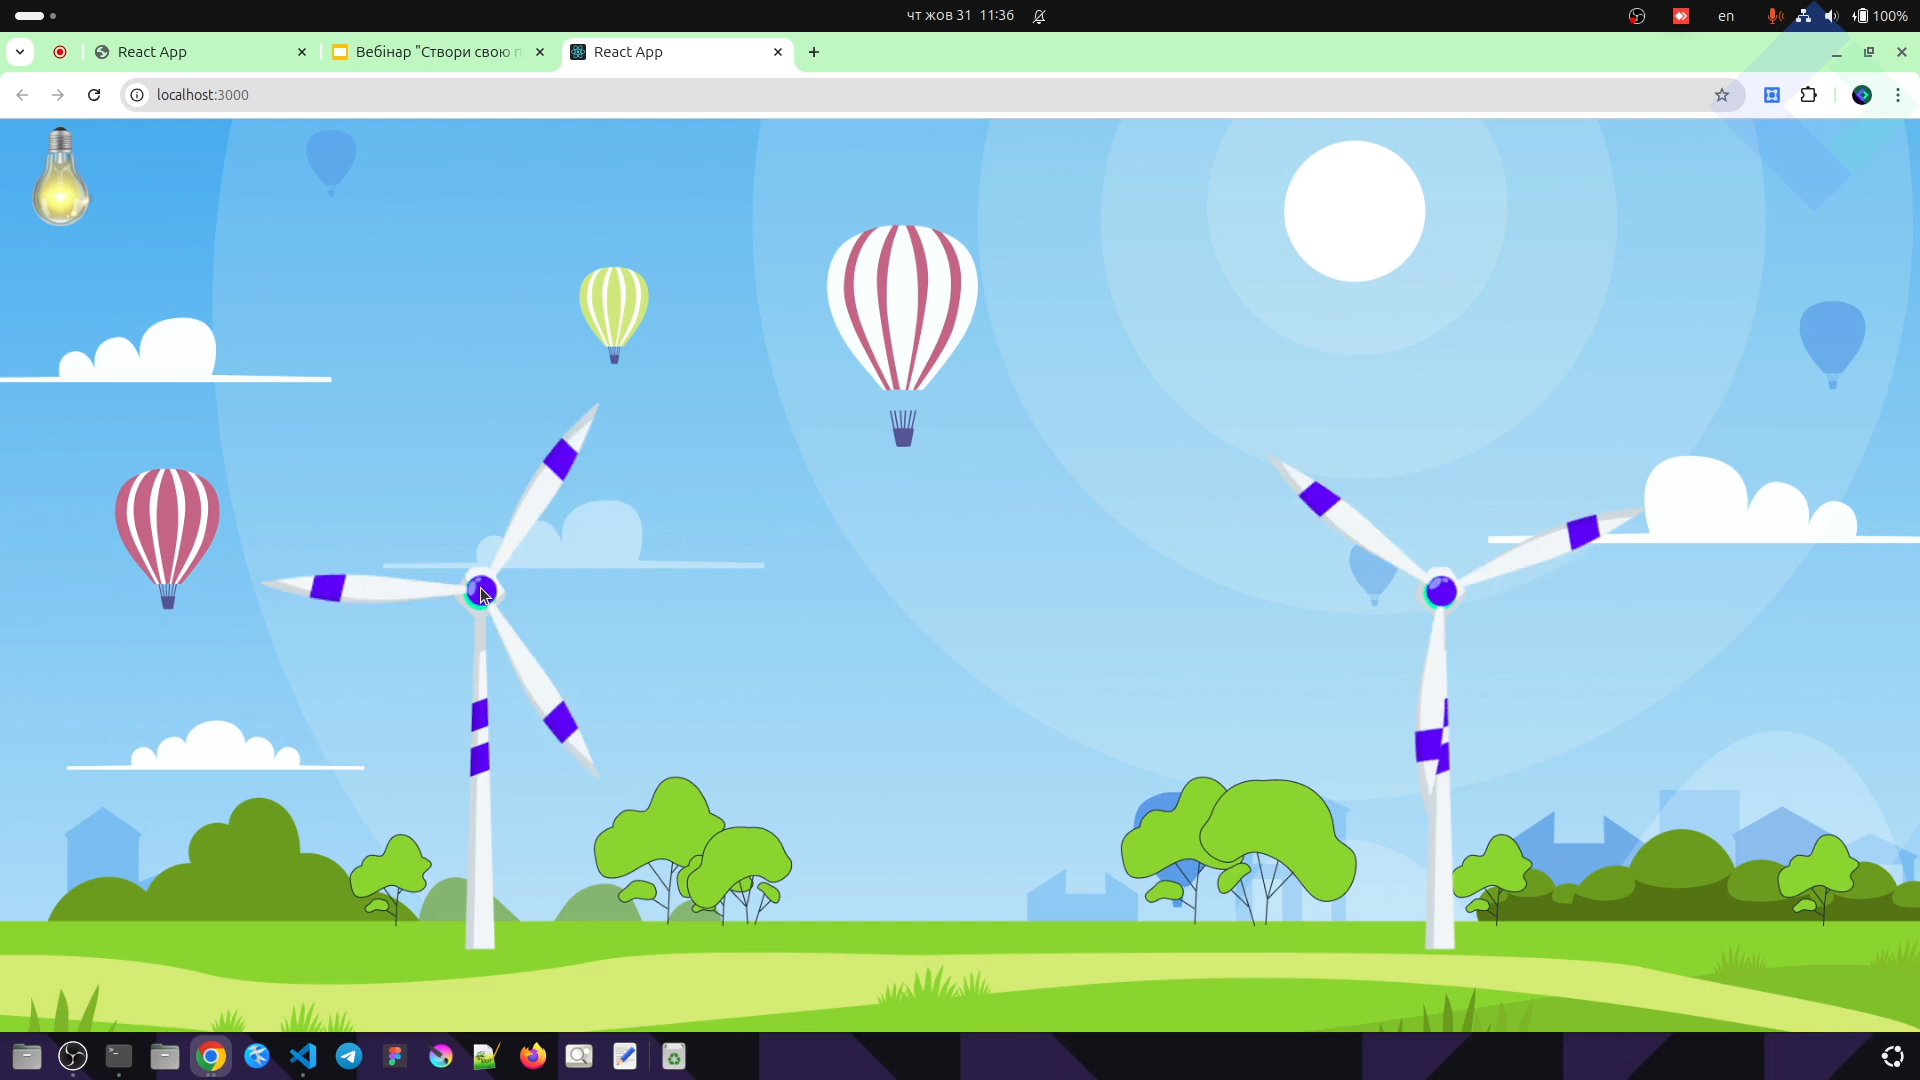 чт жов 31 11:36
en
100%
React App
Вебінар "Створи свою
React App
localhost:3000